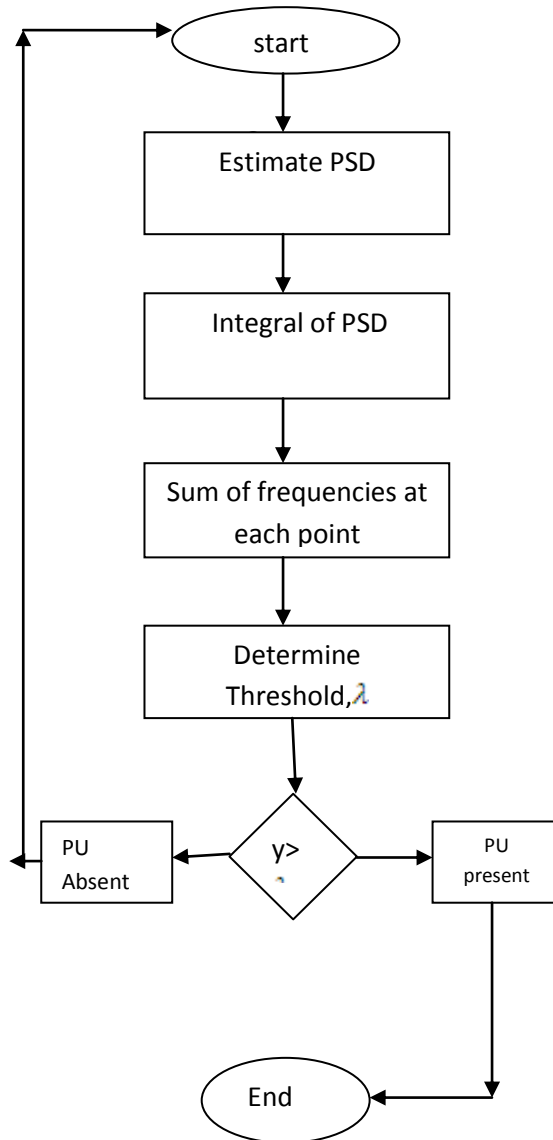 start
Estimate PSD
Integral of PSD
Sum of frequencies at
each point
Determine
Threshold,λ
y>
PU
Absent
PU
present
End